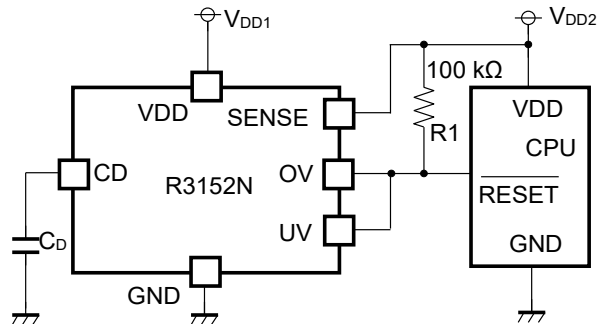 VDD1
VDD2
100 kΩ
R1
VDD
SENSE
VDD
CPU
CD
R3152N
OV
RESET
UV
CD
GND
GND